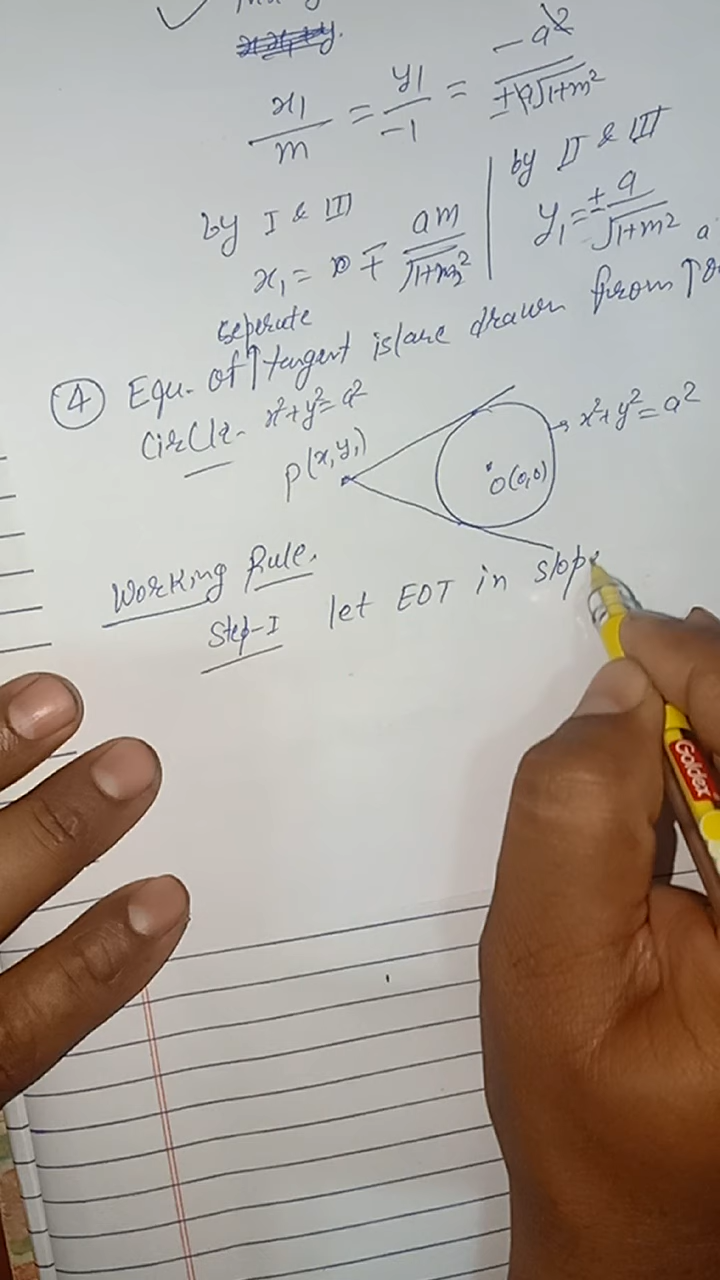 x₁/m = y₁/-1 = -a²/±a√1+m²
by I & III
x₁ = ∓ am/√1+m²
by II & III
y₁ = ± a/√1+m²
seperate
④ Equ. of ↑ tangent is/are drawn from ↑
Circle- x²+y²=a²
P(x₁y₁)
x²+y²=a²
O(0,0)
Working Rule.
Step-I let EOT in slope
Goldex